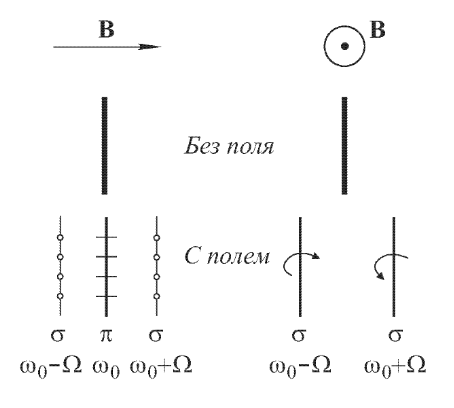 B B
Без поля
С полем
σ π σ σ σ
ω₀-Ω ω₀ ω₀+Ω ω₀-Ω ω₀+Ω